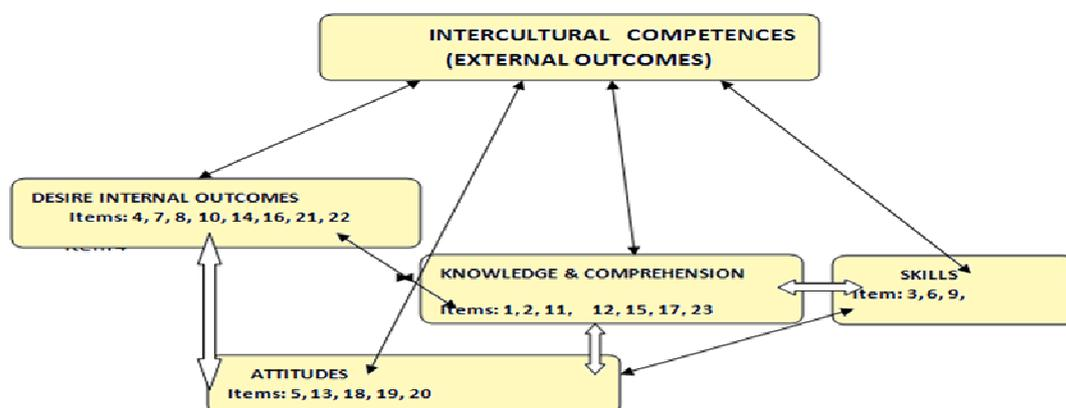 INTERCULTURAL COMPETENCES
(EXTERNAL OUTCOMES)
DESIRE INTERNAL OUTCOMES
Items: 4, 7, 8, 10, 14, 16, 21, 22
KNOWLEDGE & COMPREHENSION
Items: 1, 2, 11, 12, 15, 17, 23
SKILLS
Item: 3, 6, 9,
ATTITUDES
Items: 5, 13, 18, 19, 20